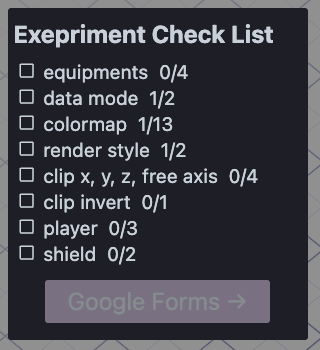 Exepriment Check List
equipments 0/4
data mode 1/2
colormap 1/13
render style 1/2
clip x, y, z, free axis 0/4
clip invert 0/1
player 0/3
shield 0/2
Google Forms →